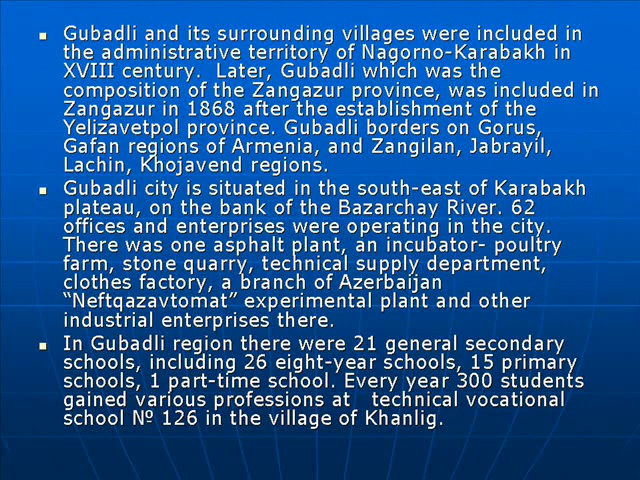 Gubadli and its surrounding villages were included in
the administrative territory of Nagorno-Karabakh in
XVIII century.  Later, Gubadli which was the
composition of the Zangazur province, was included in
Zangazur in 1868 after the establishment of the
Yelizavetpol province. Gubadli borders on Gorus,
Gafan regions of Armenia, and Zangilan, Jabrayil,
Lachin, Khojavend regions.
Gubadli city is situated in the south-east of Karabakh
plateau, on the bank of the Bazarchay River. 62
offices and enterprises were operating in the city.
There was one asphalt plant, an incubator- poultry
farm, stone quarry, technical supply department,
clothes factory, a branch of Azerbaijan
“Neftqazavtomat” experimental plant and other
industrial enterprises there.
In Gubadli region there were 21 general secondary
schools, including 26 eight-year schools, 15 primary
schools, 1 part-time school. Every year 300 students
gained various professions at   technical vocational
school № 126 in the village of Khanlig.